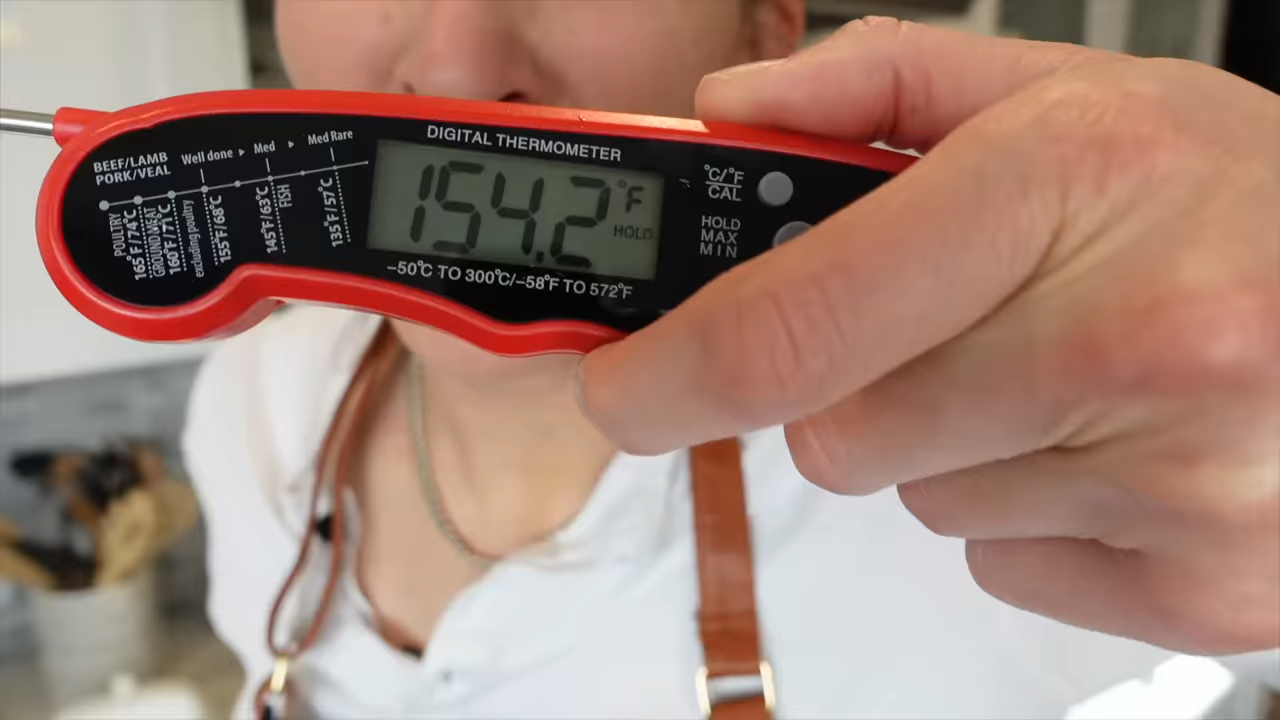 DIGITAL THERMOMETER
BEEF/LAMB
PORK/VEAL
Well done ▸ Med ▸ Med Rare
POULTRY
165°F/74°C
GROUND MEAT
160°F/71°C
excluding poultry
155°F/68°C
145°F/63°C
FISH
135°F/57°C
154.2°F
HOLD
°C/°F
CAL
HOLD
MAX
MIN
−50°C TO 300°C/−58°F TO 572°F